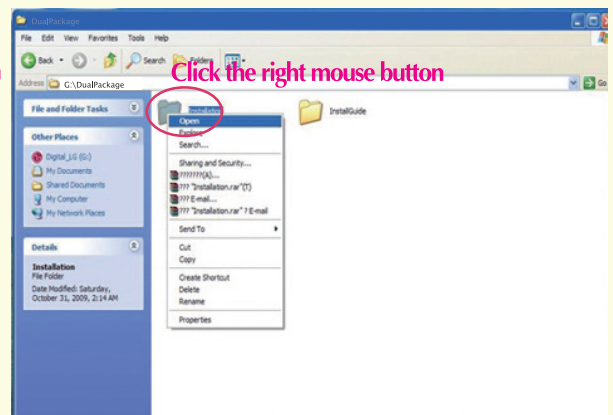 DualPackage
File Edit View Favorites Tools Help
Back Search Folders
Click the right mouse button
Address G:\DualPackage Go
File and Folder Tasks
Other Places
Digital_LG (G:)
My Documents
Shared Documents
My Computer
My Network Places
Details
Installation
File Folder
Date Modified: Saturday,
October 31, 2009, 2:14 AM
Installation
InstallGuide
Open
Explore
Search...
Sharing and Security...
???????(A)...
??? "Installation.rar"(T)
??? E-mail...
??? "Installation.rar" ? E-mail
Send To
Cut
Copy
Create Shortcut
Delete
Rename
Properties